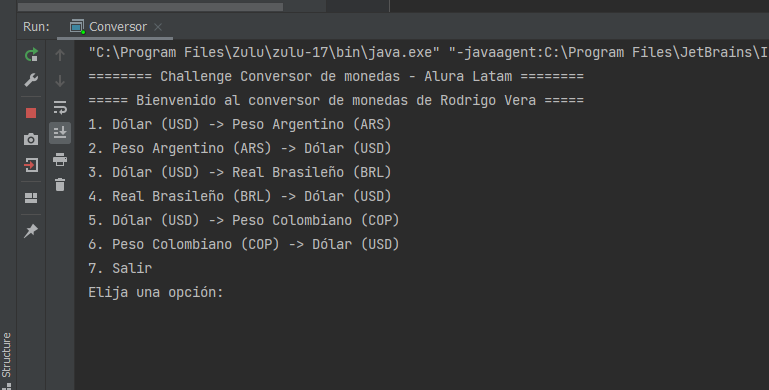 Run: Conversor
"C:\Program Files\Zulu\zulu-17\bin\java.exe" "-javaagent:C:\Program Files\JetBrains\I
======== Challenge Conversor de monedas - Alura Latam ========
===== Bienvenido al conversor de monedas de Rodrigo Vera =====
1. Dólar (USD) -> Peso Argentino (ARS)
2. Peso Argentino (ARS) -> Dólar (USD)
3. Dólar (USD) -> Real Brasileño (BRL)
4. Real Brasileño (BRL) -> Dólar (USD)
5. Dólar (USD) -> Peso Colombiano (COP)
6. Peso Colombiano (COP) -> Dólar (USD)
7. Salir
Elija una opción:
Structure